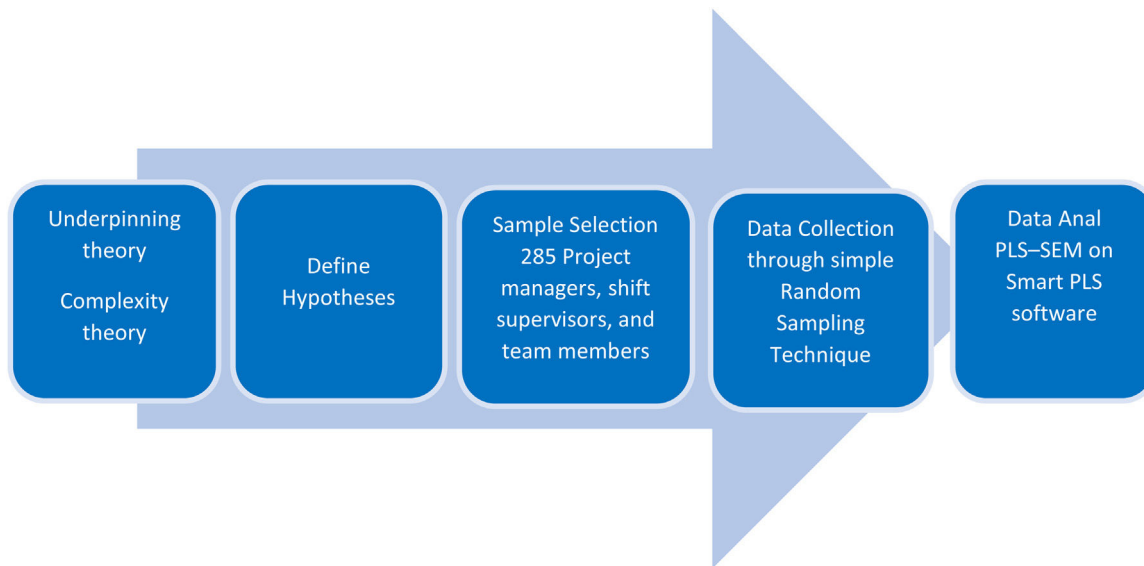 Underpinning
theory
Complexity
theory
Define
Hypotheses
Sample Selection
285 Project
managers, shift
supervisors, and
team members
Data Collection
through simple
Random
Sampling
Technique
Data Anal
PLS–SEM on
Smart PLS
software